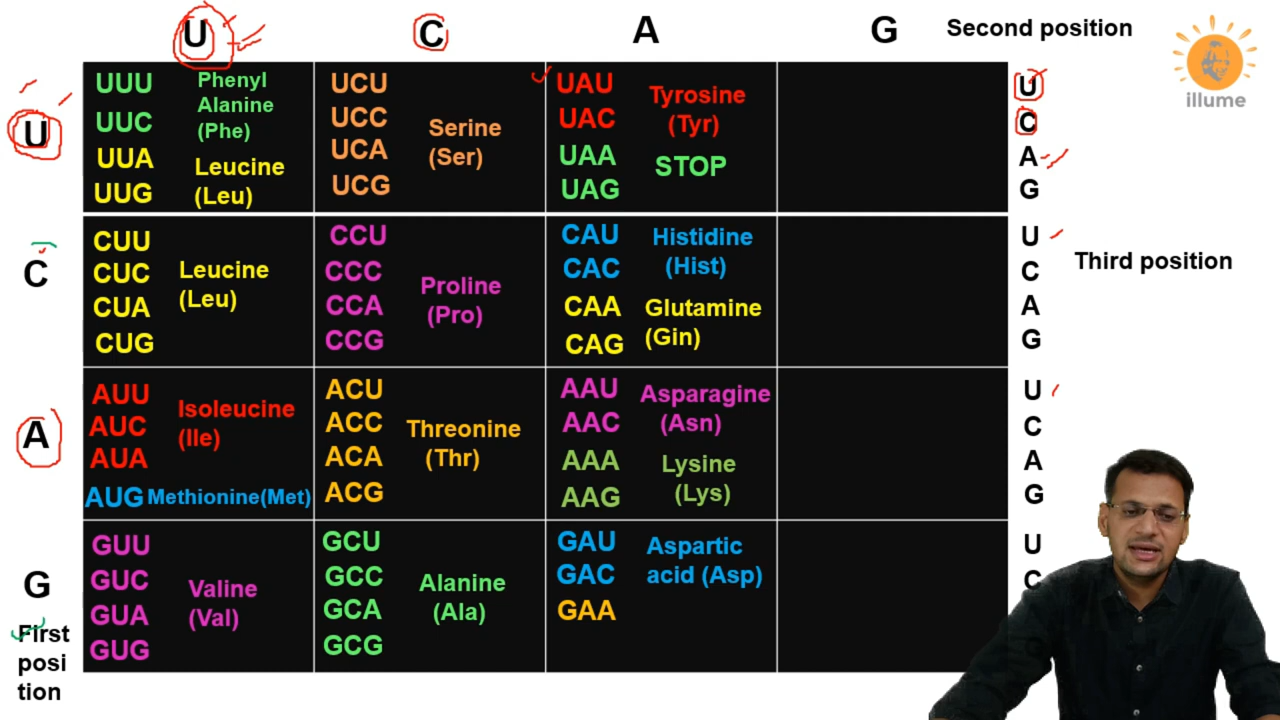 U C A G Second position
illume
U
UUU Phenyl
Alanine
UUC (Phe)
UUA Leucine
UUG (Leu)
UCU
UCC Serine
UCA (Ser)
UCG
UAU Tyrosine
UAC (Tyr)
UAA STOP
UAG
U
C
A
G
C
CUU
CUC Leucine
CUA (Leu)
CUG
CCU
CCC Proline
CCA (Pro)
CCG
CAU Histidine
CAC (Hist)
CAA Glutamine
CAG (Gin)
U
C
A
G
Third position
A
AUU Isoleucine
AUC (Ile)
AUA
AUG Methionine(Met)
ACU
ACC Threonine
ACA (Thr)
ACG
AAU Asparagine
AAC (Asn)
AAA Lysine
AAG (Lys)
U
C
A
G
G
GUU
GUC Valine
GUA (Val)
GUG
GCU
GCC Alanine
GCA (Ala)
GCG
GAU Aspartic
GAC acid (Asp)
GAA
U
C
First
posi
tion